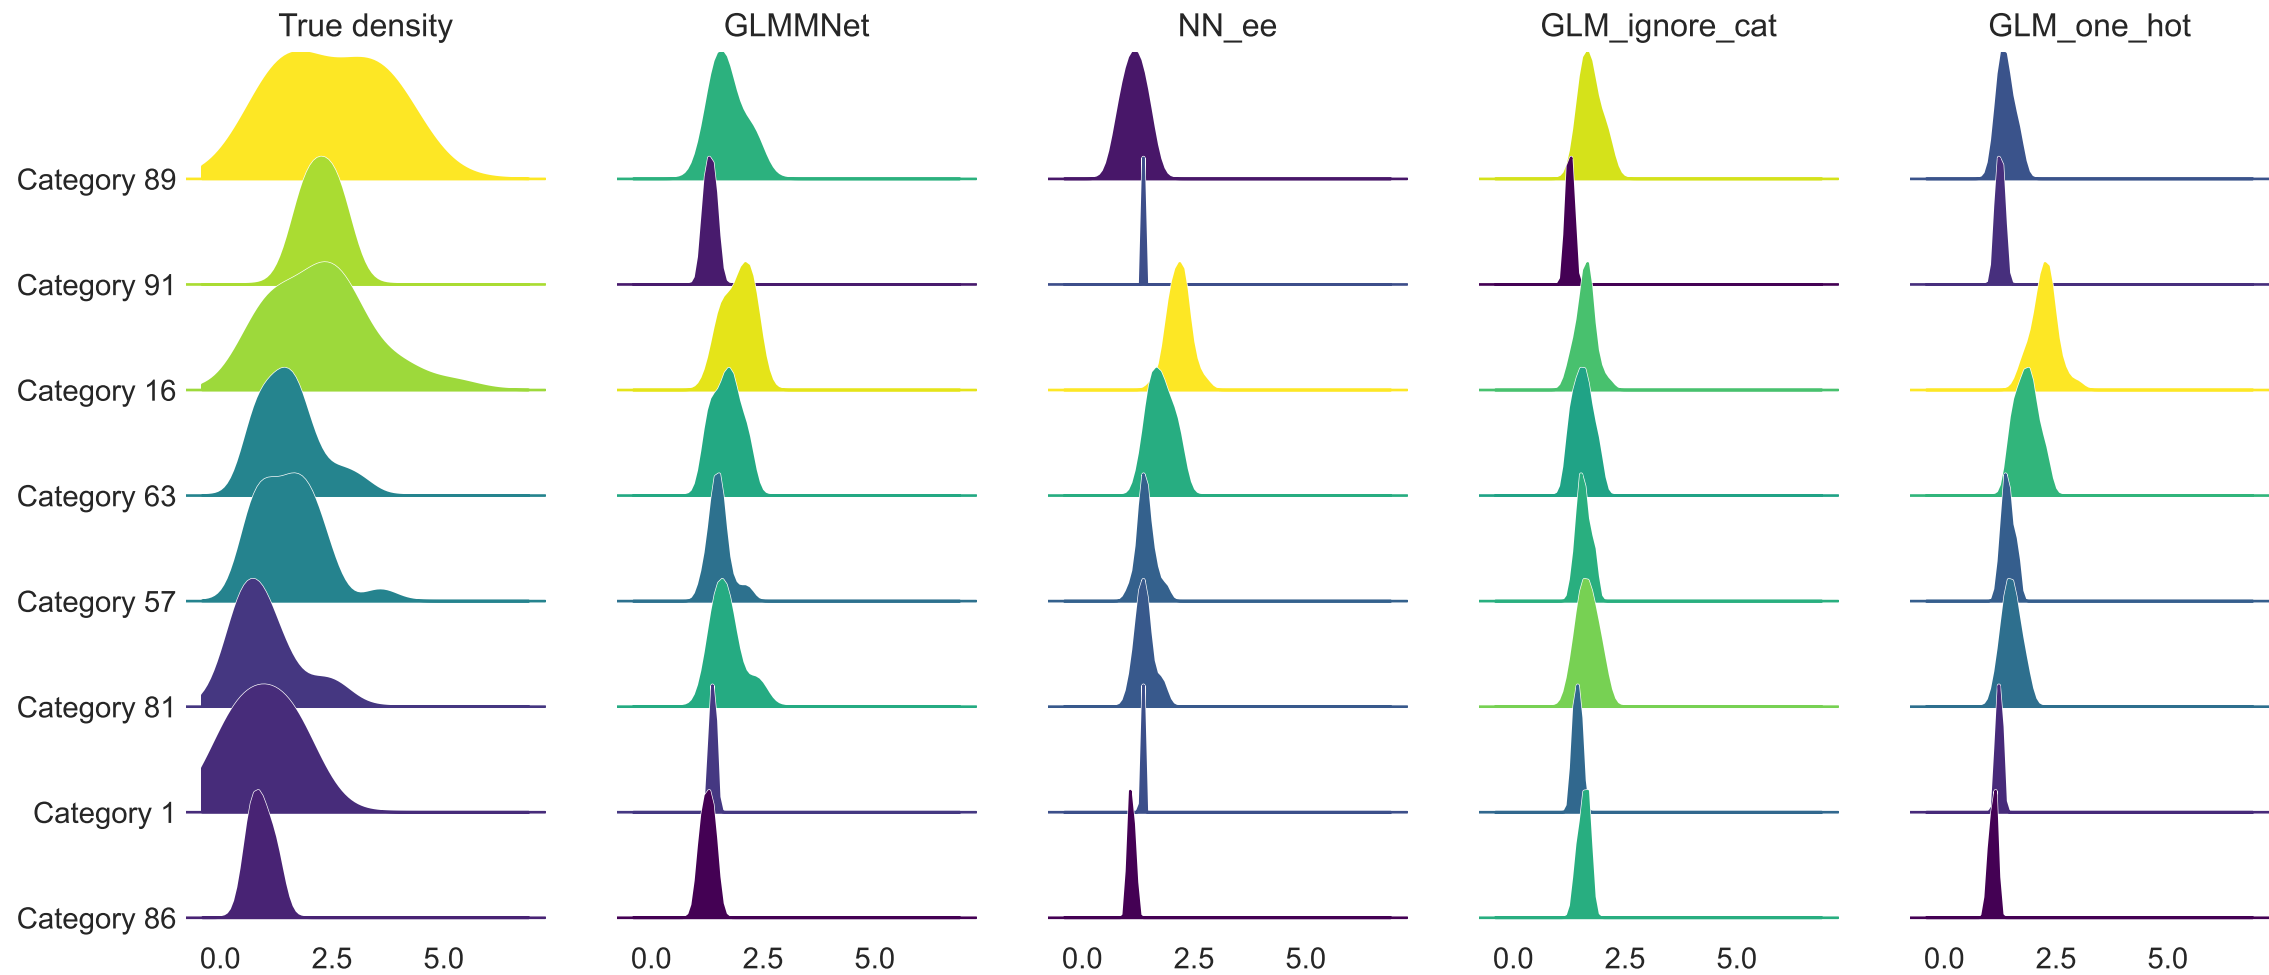 True density GLMMNet NN_ee GLM_ignore_cat GLM_one_hot
Category 89
Category 91
Category 16
Category 63
Category 57
Category 81
Category 1
Category 86
0.0 2.5 5.0 0.0 2.5 5.0 0.0 2.5 5.0 0.0 2.5 5.0 0.0 2.5 5.0